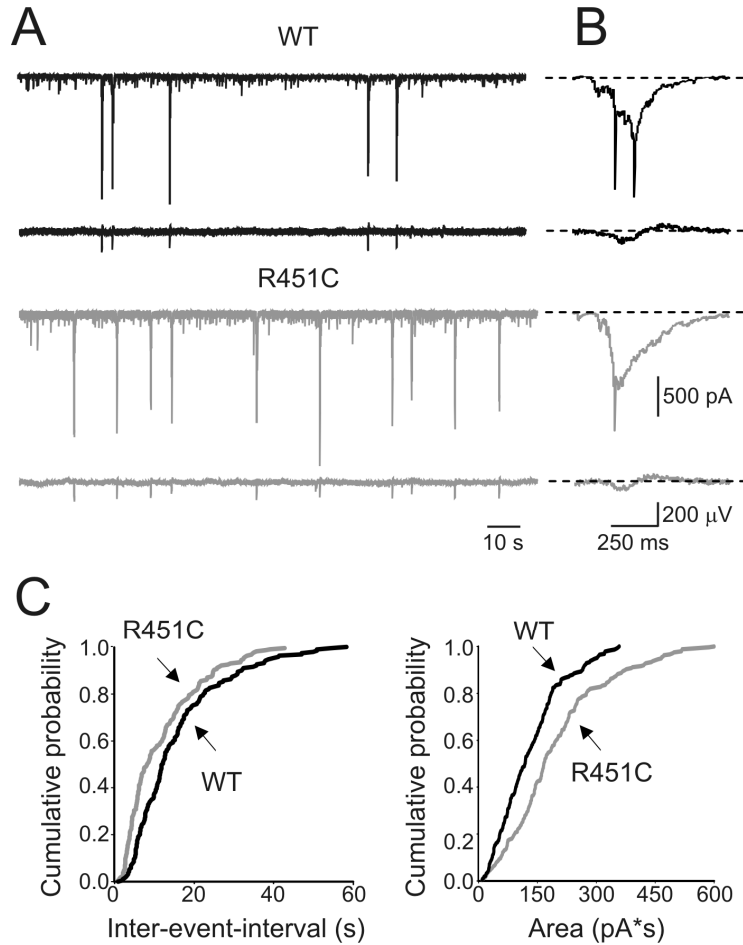 A
B
WT
R451C
500 pA
200 µV
10 s
250 ms
C
R451C
WT
Cumulative probability
1.0
0.8
0.6
0.4
0.2
0.0
0
20
40
60
Inter-event-interval (s)
WT
R451C
Cumulative probability
1.0
0.8
0.6
0.4
0.2
0.0
0
150
300
450
600
Area (pA*s)